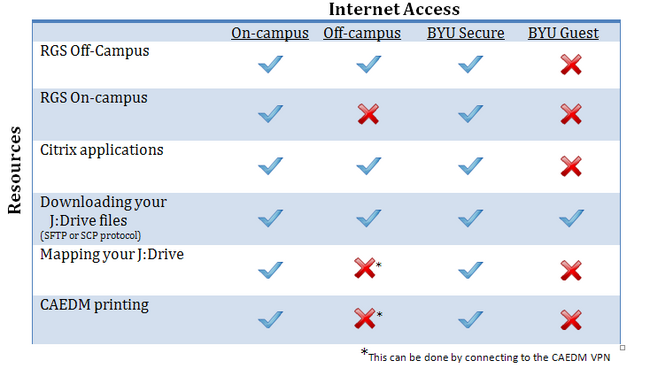 Internet Access
On-campus Off-campus BYU Secure BYU Guest
Resources
RGS Off-Campus
RGS On-campus
Citrix applications
Downloading your
J:Drive files
(SFTP or SCP protocol)
Mapping your J:Drive
*
CAEDM printing
*
*This can be done by connecting to the CAEDM VPN